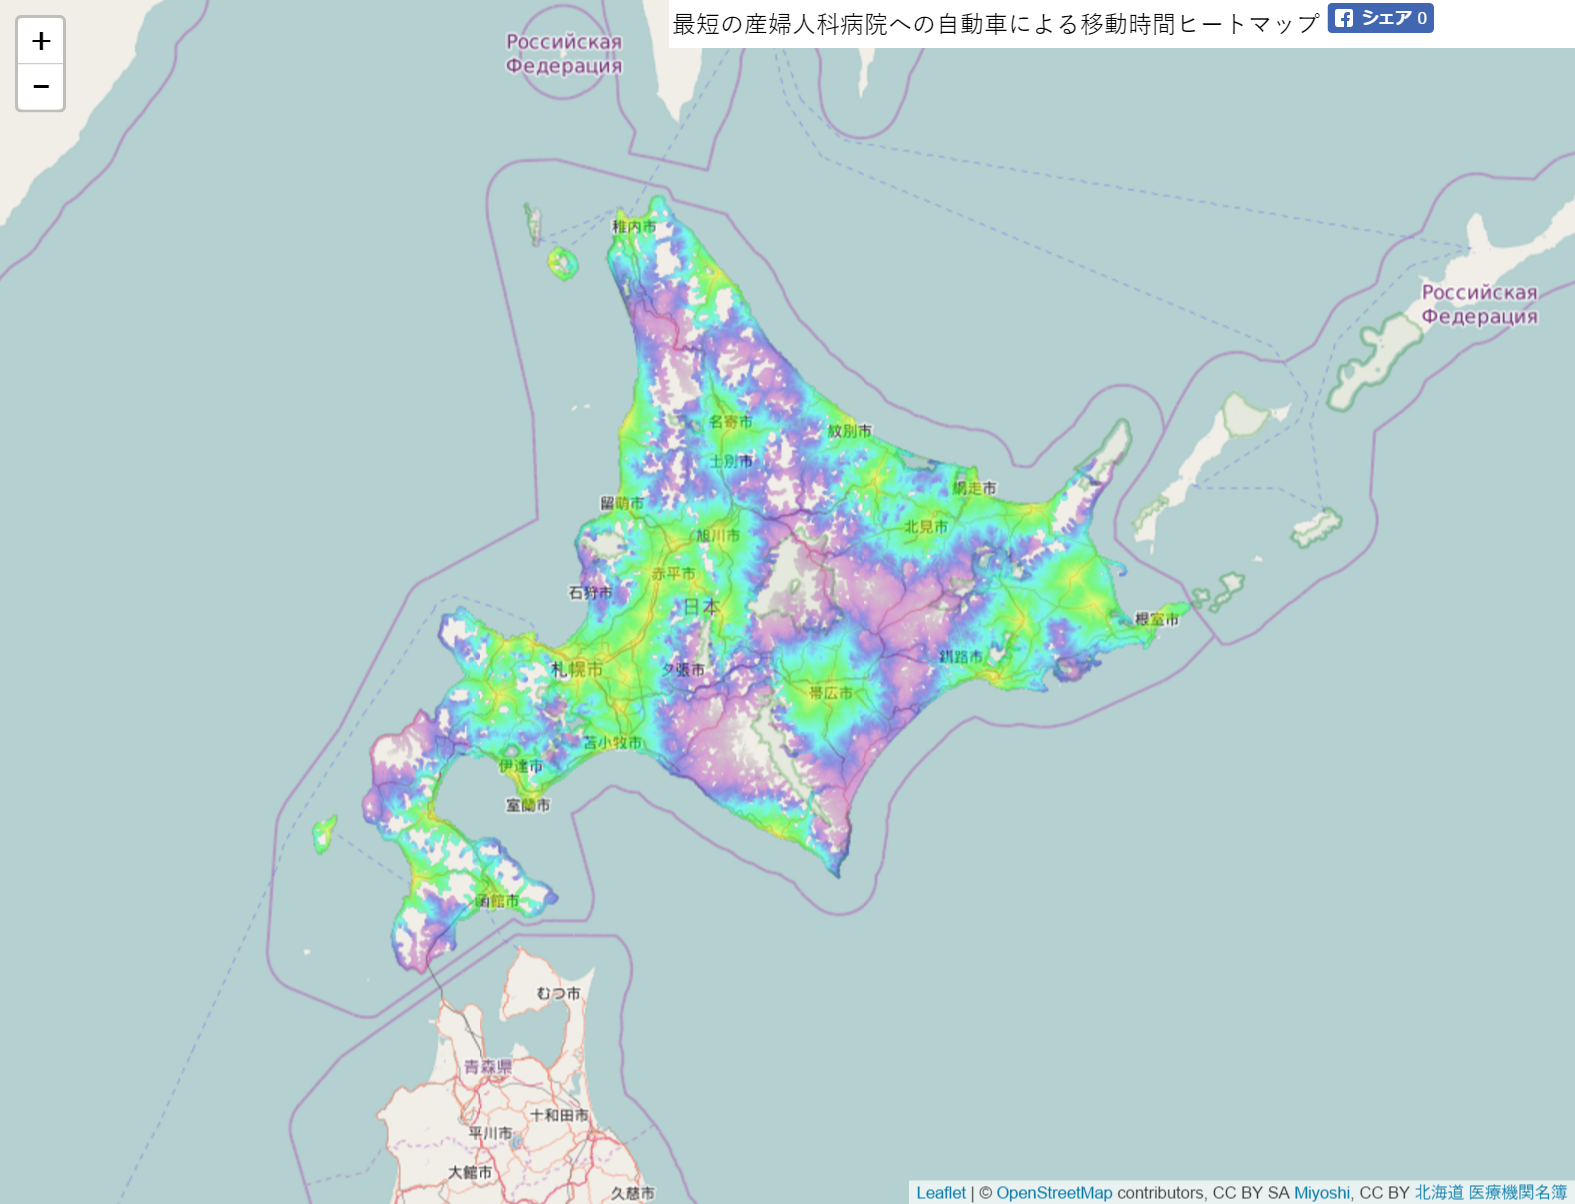 最短の産婦人科病院への自動車による移動時間ヒートマップ シェア 0
+
−
Российская
Федерация
稚内市
Российская
Федерация
名寄市
紋別市
士別市
網走市
留萌市
北見市
旭川市
赤平市
石狩市
日本
根室市
釧路市
札幌市
夕張市
帯広市
苫小牧市
伊達市
室蘭市
函館市
むつ市
青森県
十和田市
平川市
大館市
久慈市
Leaflet | © OpenStreetMap contributors, CC BY SA Miyoshi, CC BY 北海道 医療機関名簿